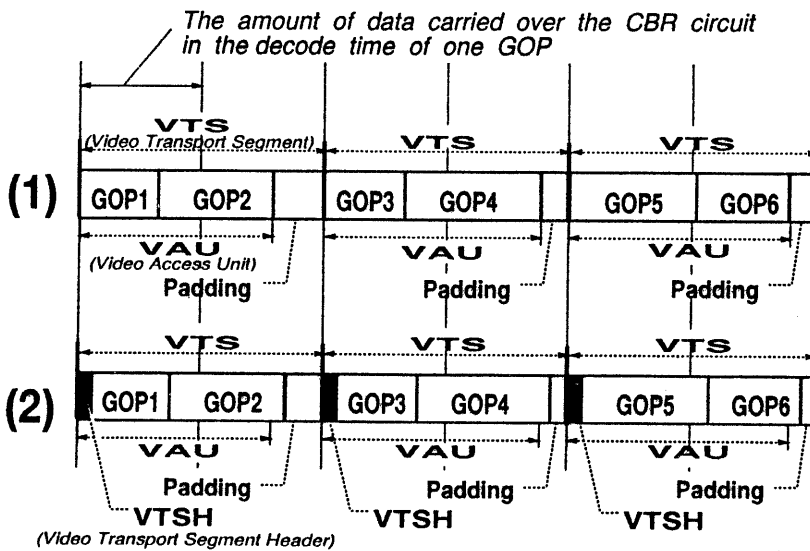 The amount of data carried over the CBR circuit
in the decode time of one GOP
VTS VTS VTS
(Video Transport Segment)
(1) GOP1 GOP2 GOP3 GOP4 GOP5 GOP6
VAU VAU VAU
(Video Access Unit)
Padding Padding Padding
VTS VTS VTS
(2) GOP1 GOP2 GOP3 GOP4 GOP5 GOP6
VAU VAU VAU
Padding Padding Padding
VTSH VTSH VTSH
(Video Transport Segment Header)